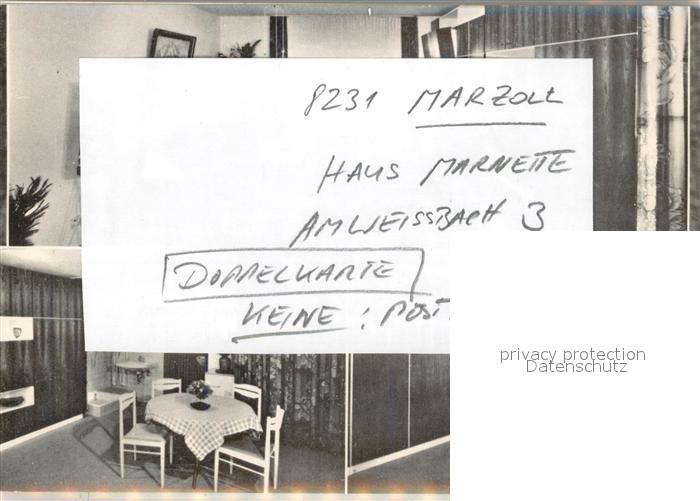 8231 MARZOLL
HAUS MARNETTE
AM WEISSBACH 3
DOPPELKARTE
KEINE : POST
privacy protection
Datenschutz